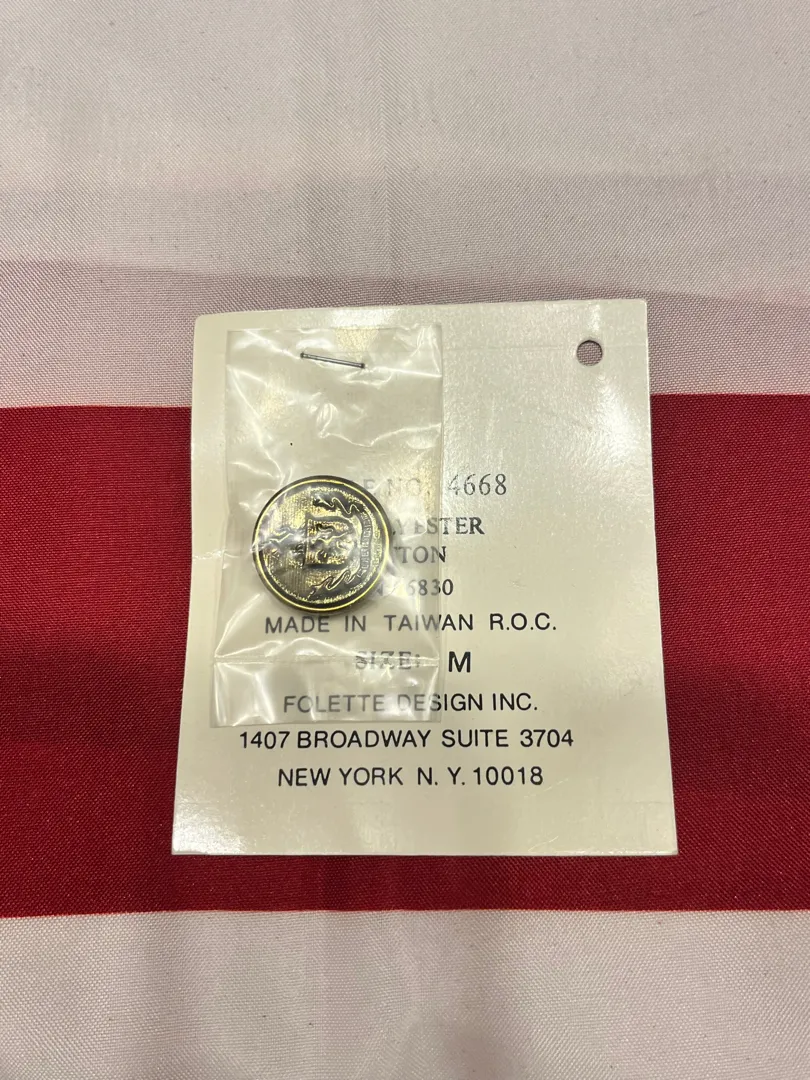 NO. 4668
MADE IN TAIWAN R.O.C.
SIZE: M
FOLETTE DESIGN INC.
1407 BROADWAY SUITE 3704
NEW YORK N. Y. 10018